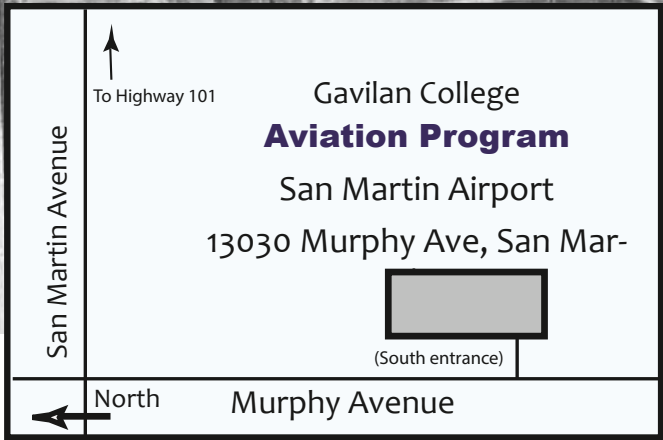 To Highway 101
Gavilan College
Aviation Program
San Martin Airport
13030 Murphy Ave, San Mar-
San Martin Avenue
(South entrance)
North
Murphy Avenue